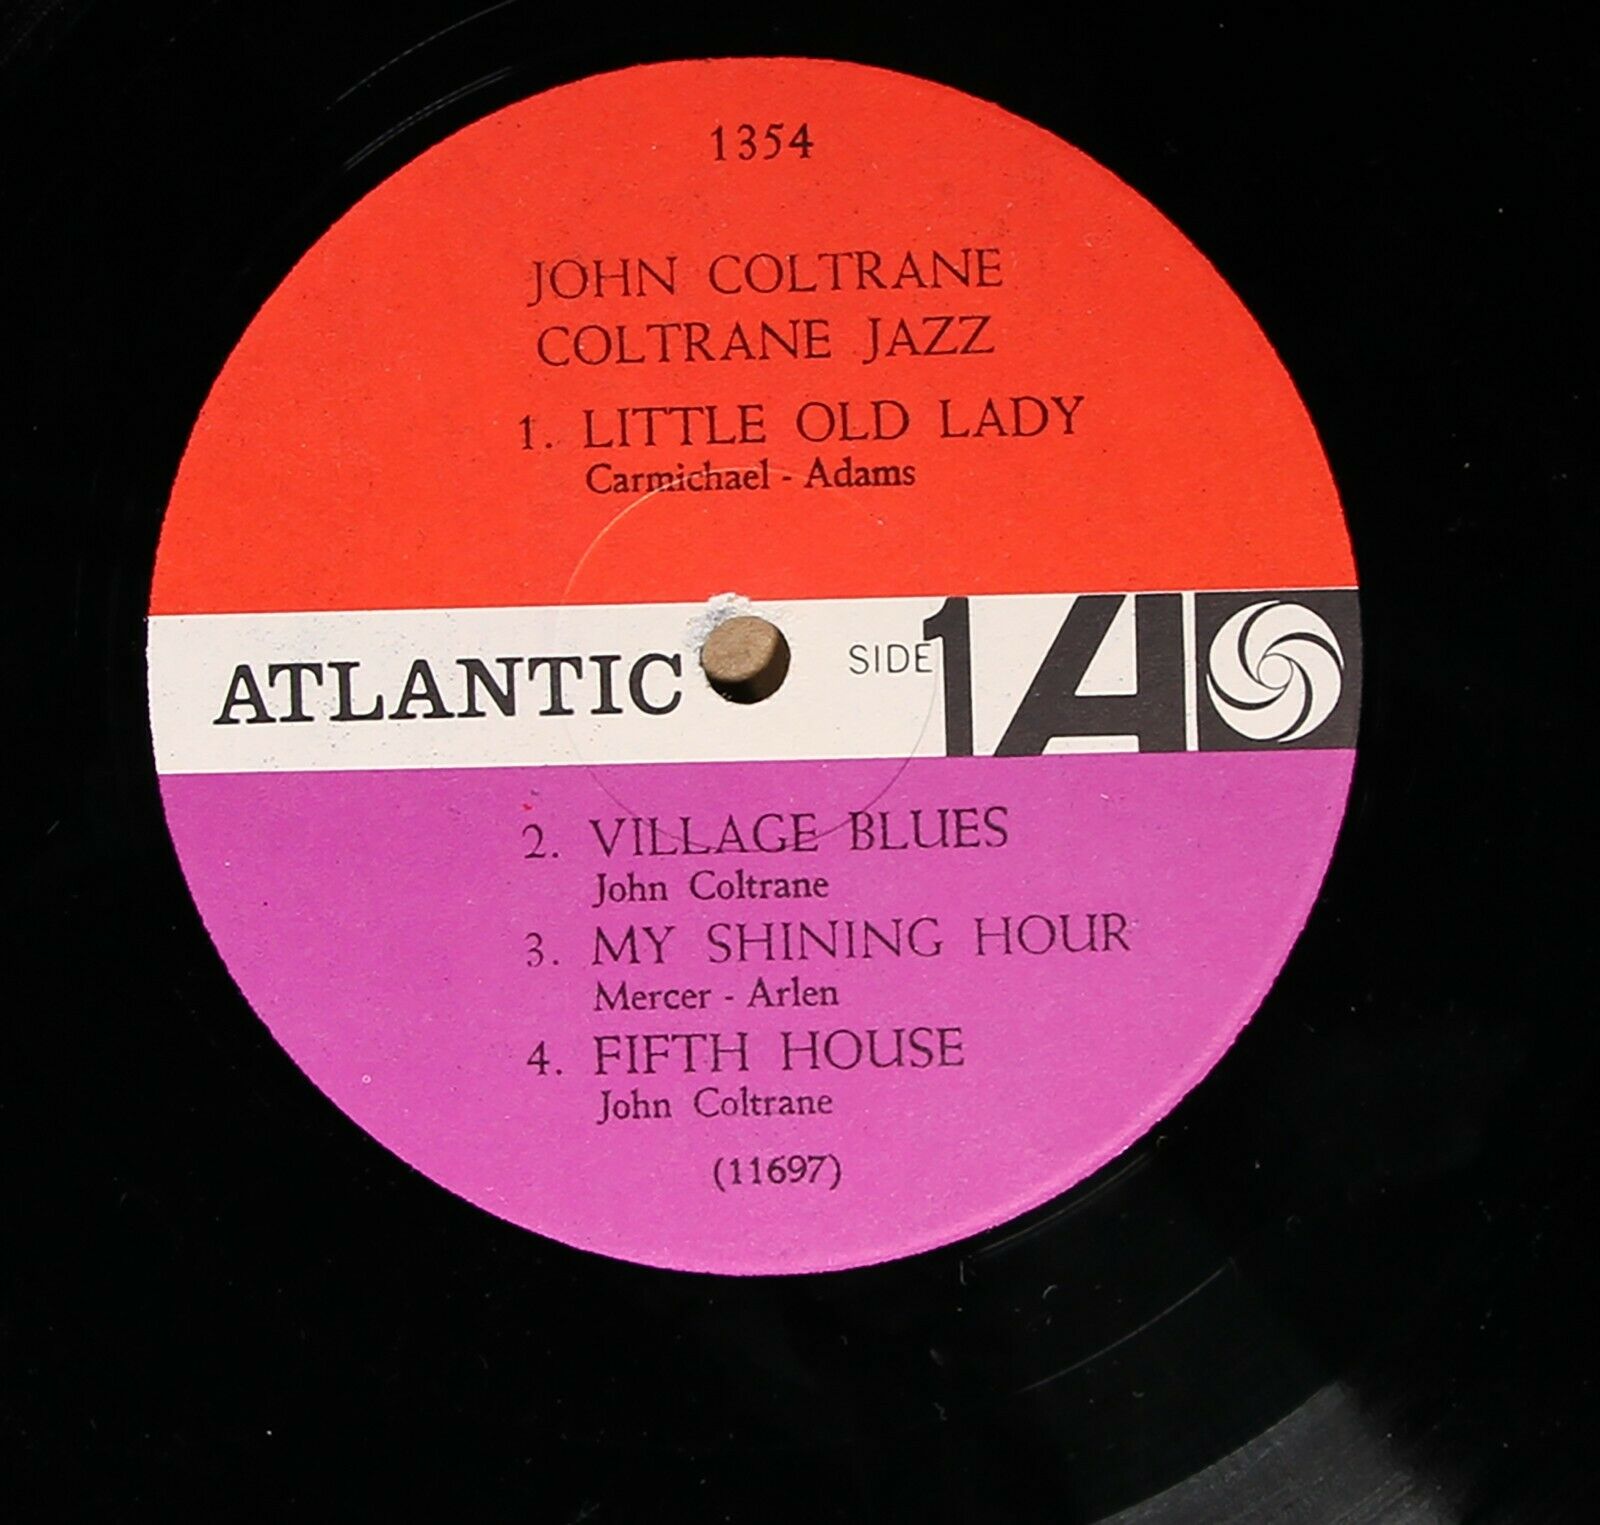 1354
JOHN COLTRANE
COLTRANE JAZZ
1. LITTLE OLD LADY
Carmichael - Adams
ATLANTIC SIDE 1 A
2. VILLAGE BLUES
John Coltrane
3. MY SHINING HOUR
Mercer - Arlen
4. FIFTH HOUSE
John Coltrane
(11697)